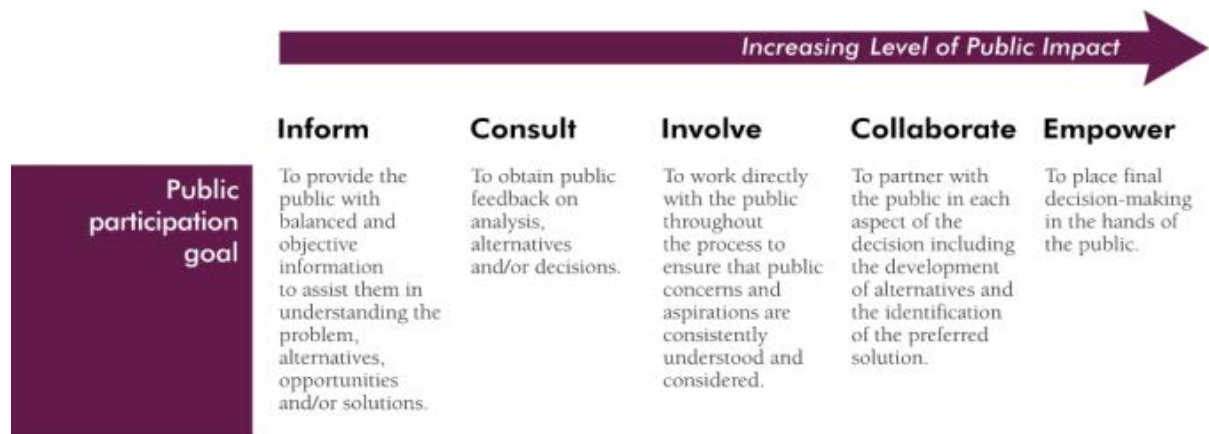 Increasing Level of Public Impact
Inform
To provide the
public with
balanced and
objective
information
to assist them in
understanding the
problem,
alternatives,
opportunities
and/or solutions.
Consult
To obtain public
feedback on
analysis,
alternatives
and/or decisions.
Involve
To work directly
with the public
throughout
the process to
ensure that public
concerns and
aspirations are
consistently
understood and
considered.
Collaborate
To partner with
the public in each
aspect of the
decision including
the development
of alternatives and
the identification
of the preferred
solution.
Empower
To place final
decision-making
in the hands of
the public.
Public
participation
goal